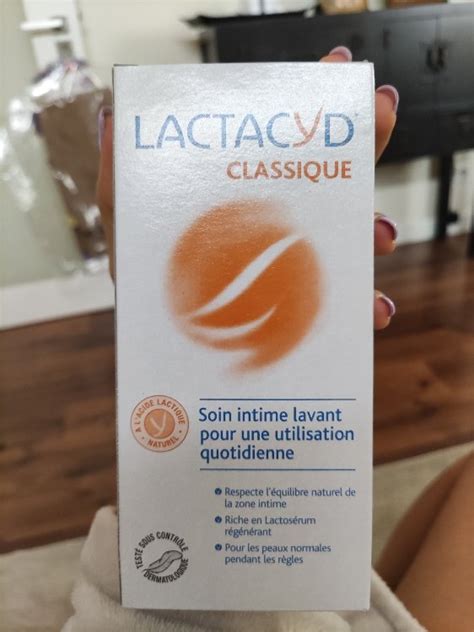 LACTACYD®
CLASSIQUE
À L'ACIDE LACTIQUE
NATUREL
Soin intime lavant
pour une utilisation
quotidienne
Respecte l'équilibre naturel de
la zone intime
Riche en Lactosérum
régénérant
Pour les peaux normales
pendant les règles
TESTÉ SOUS CONTRÔLE
DERMATOLOGIQUE